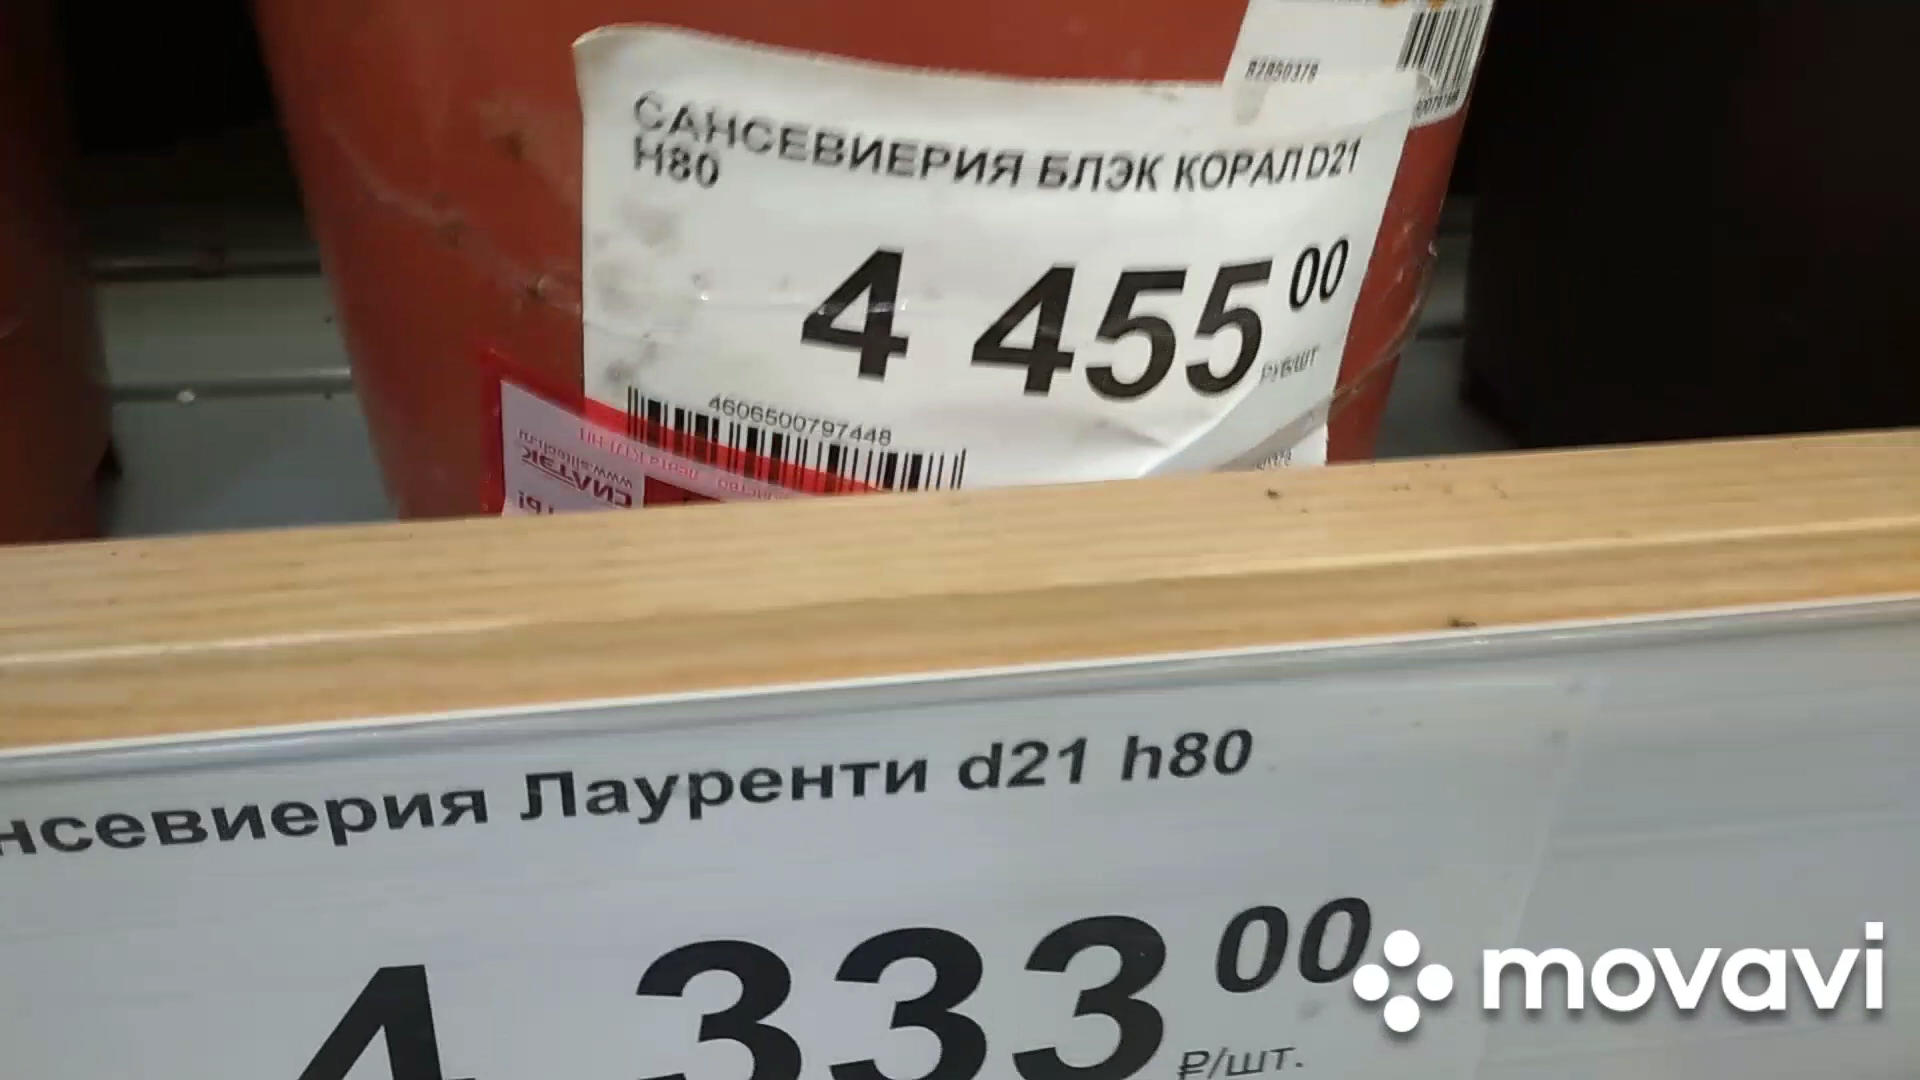 82850378
САНСЕВИЕРИЯ БЛЭК КОРАЛ D21
H80
4 455 00
РУБ/ШТ
4606500797448
нсевиерия Лауренти d21 h80
4 333 00
₽/шт.
movavi